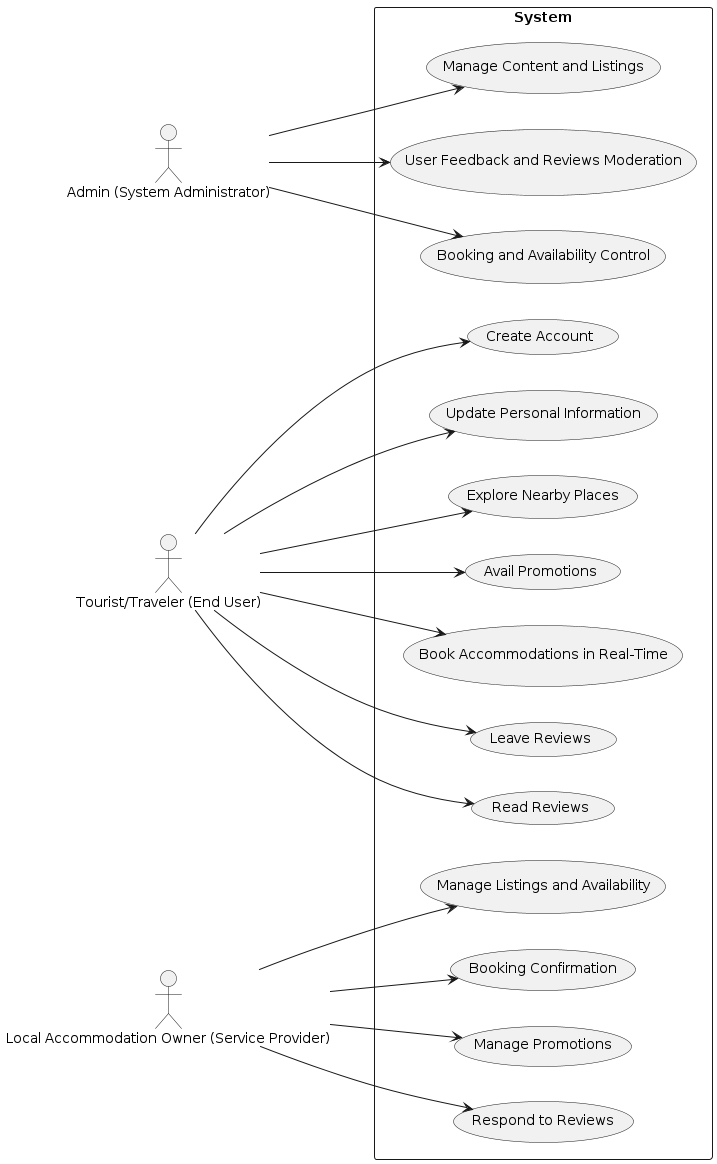 System
Manage Content and Listings
User Feedback and Reviews Moderation
Admin (System Administrator)
Booking and Availability Control
Create Account
Update Personal Information
Explore Nearby Places
Avail Promotions
Tourist/Traveler (End User)
Book Accommodations in Real-Time
Leave Reviews
Read Reviews
Manage Listings and Availability
Booking Confirmation
Local Accommodation Owner (Service Provider)
Manage Promotions
Respond to Reviews